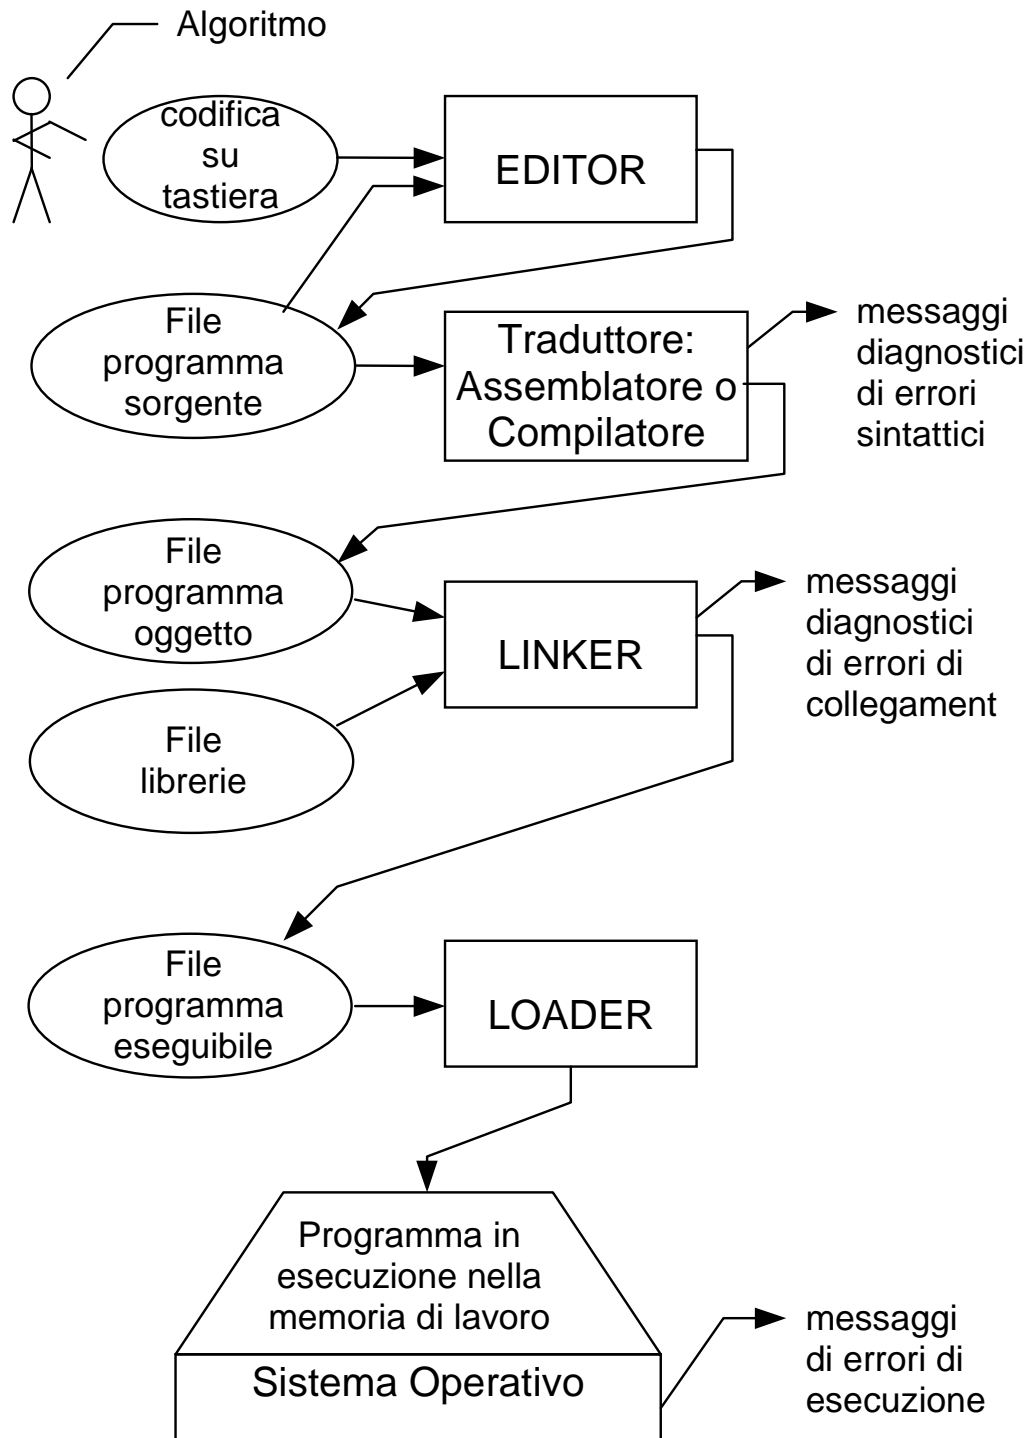 Algoritmo
codifica
su
tastiera
EDITOR
File
programma
sorgente
Traduttore:
Assemblatore o
Compilatore
messaggi
diagnostici
di errori
sintattici
File
programma
oggetto
LINKER
messaggi
diagnostici
di errori di
collegament
File
librerie
File
programma
eseguibile
LOADER
Programma in
esecuzione nella
memoria di lavoro
Sistema Operativo
messaggi
di errori di
esecuzione